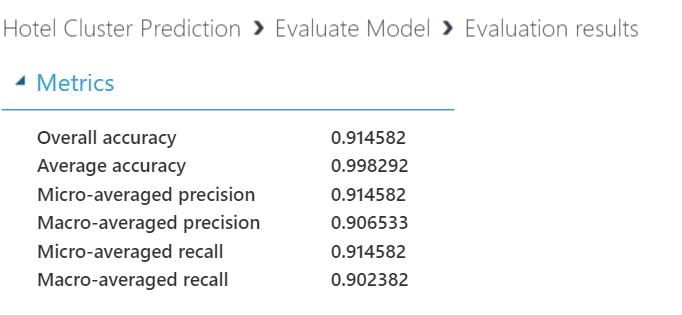 Hotel Cluster Prediction › Evaluate Model › Evaluation results
Metrics
Overall accuracy 0.914582
Average accuracy 0.998292
Micro-averaged precision 0.914582
Macro-averaged precision 0.906533
Micro-averaged recall 0.914582
Macro-averaged recall 0.902382